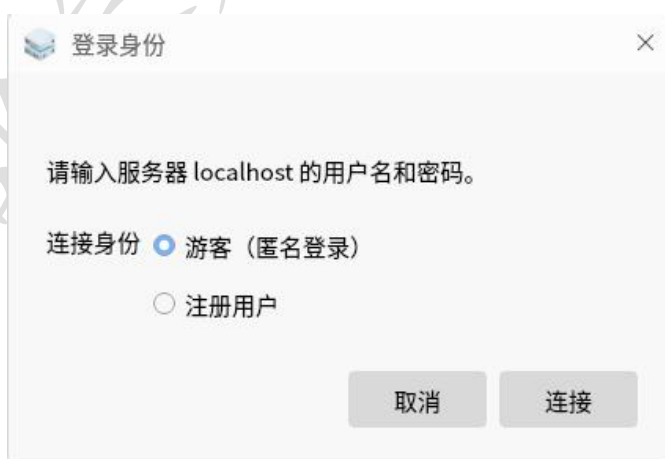 登录身份
请输入服务器 localhost 的用户名和密码。
连接身份 游客（匿名登录）
注册用户
取消 连接